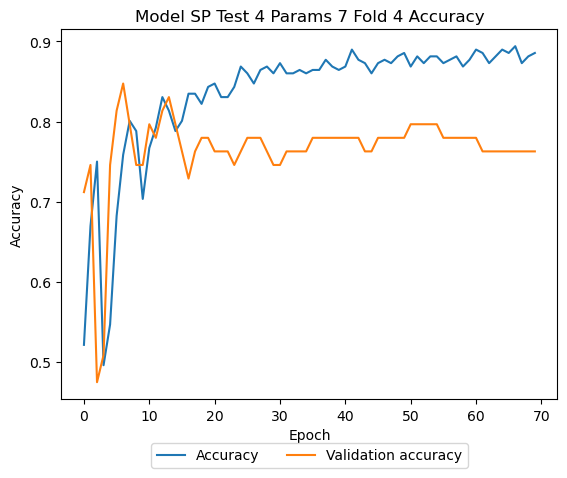 Model SP Test 4 Params 7 Fold 4 Accuracy
Accuracy
0.9
0.8
0.7
0.6
0.5
0 10 20 30 40 50 60 70
Epoch
Accuracy Validation accuracy